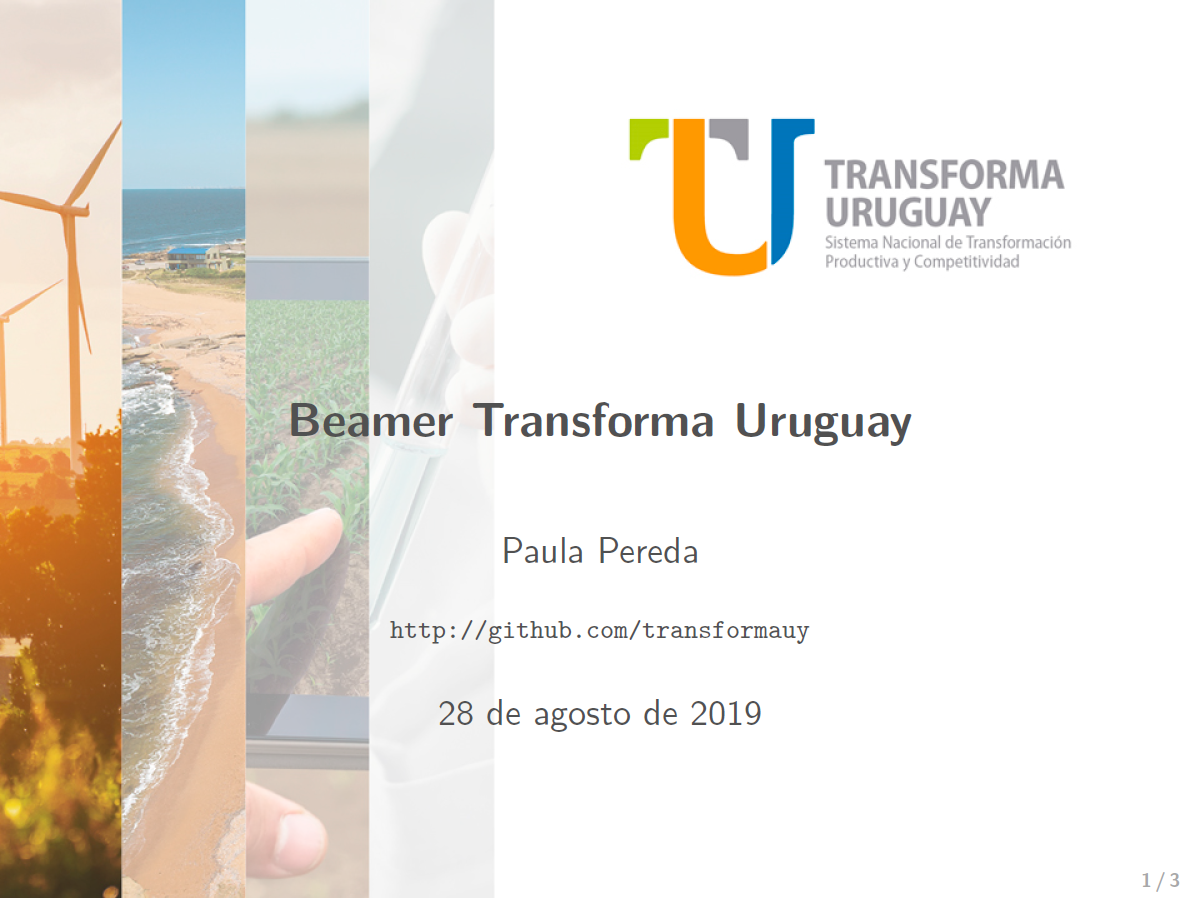 TRANSFORMA
URUGUAY
Sistema Nacional de Transformación
Productiva y Competitividad
Beamer Transforma Uruguay
Paula Pereda
http://github.com/transformauy
28 de agosto de 2019
1 / 3